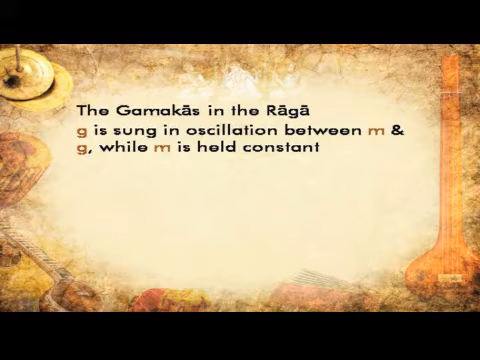 The Gamakās in the Rāgā
g is sung in oscillation between m &
g, while m is held constant